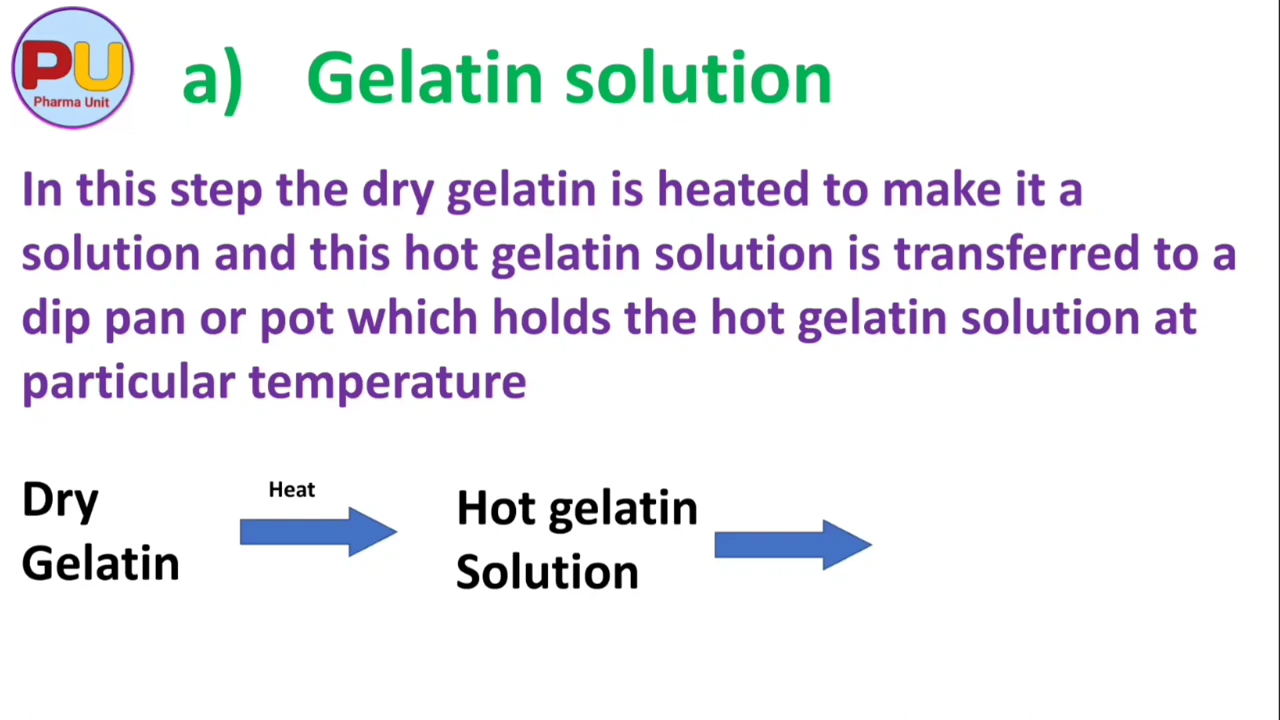 PU
Pharma Unit
a) Gelatin solution
In this step the dry gelatin is heated to make it a
solution and this hot gelatin solution is transferred to a
dip pan or pot which holds the hot gelatin solution at
particular temperature
Dry
Gelatin
Heat
Hot gelatin
Solution